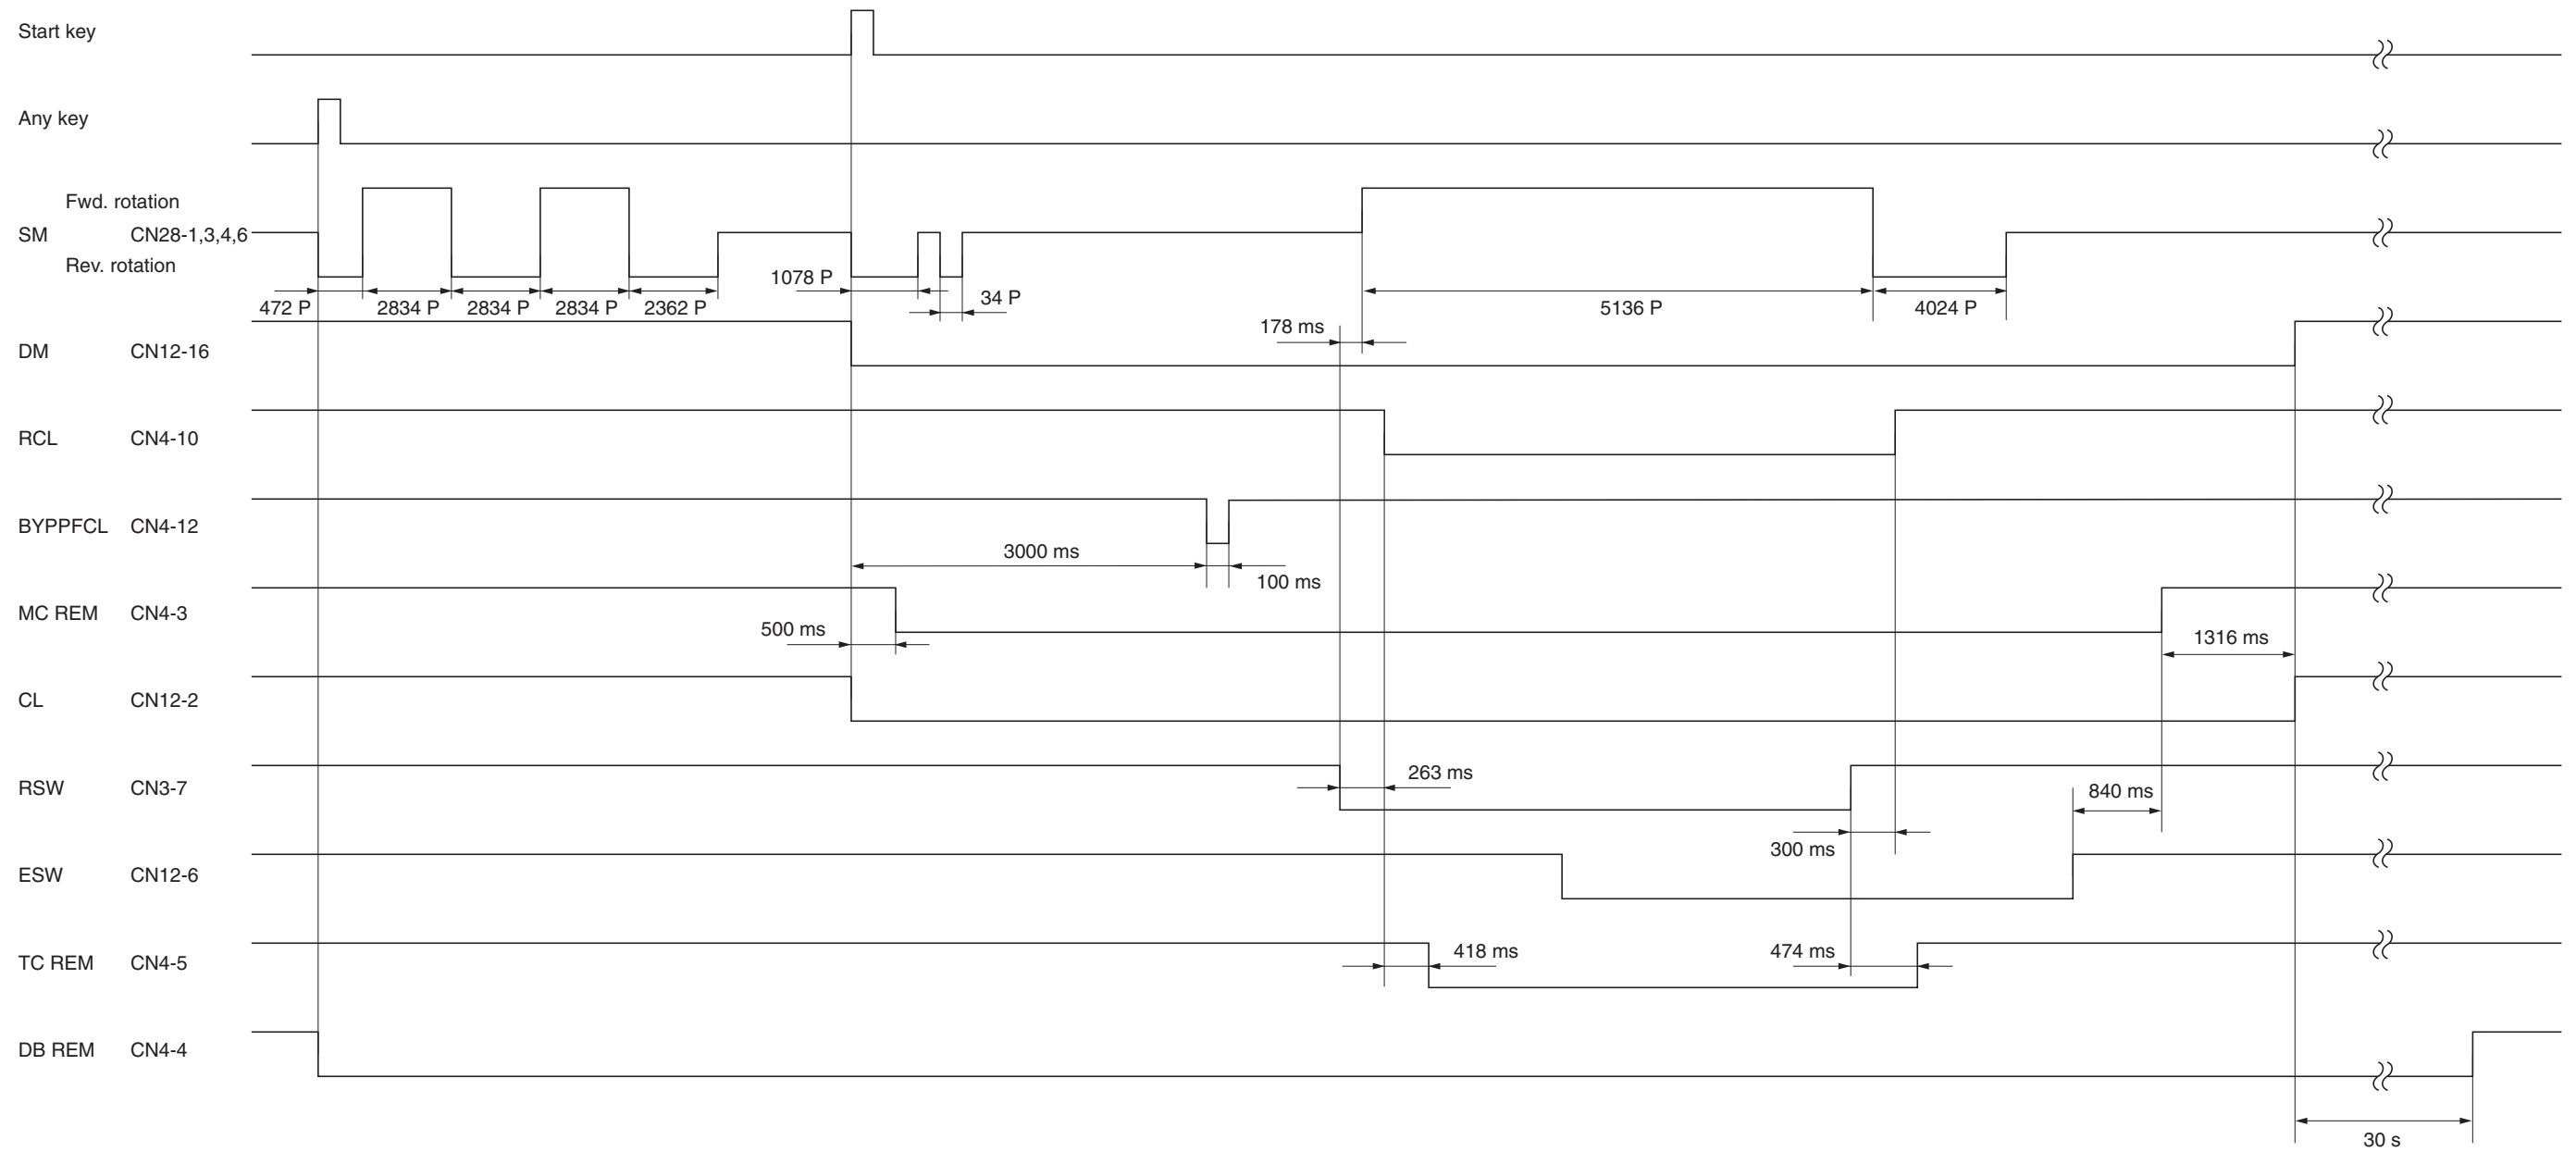 Start key
Any key
Fwd. rotation
SM CN28-1,3,4,6
Rev. rotation
1078 P
34 P
472 P 2834 P 2834 P 2834 P 2362 P 5136 P 4024 P
178 ms
DM CN12-16
RCL CN4-10
BYPPFCL CN4-12
3000 ms
100 ms
MC REM CN4-3
500 ms
1316 ms
CL CN12-2
263 ms
RSW CN3-7
840 ms
300 ms
ESW CN12-6
418 ms
474 ms
TC REM CN4-5
DB REM CN4-4
30 s